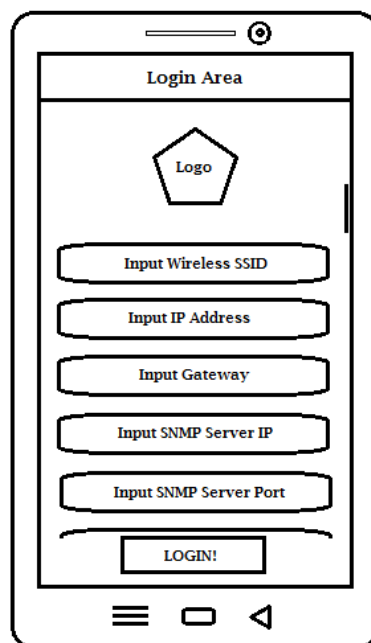 Login Area
Logo
Input Wireless SSID
Input IP Address
Input Gateway
Input SNMP Server IP
Input SNMP Server Port
LOGIN!